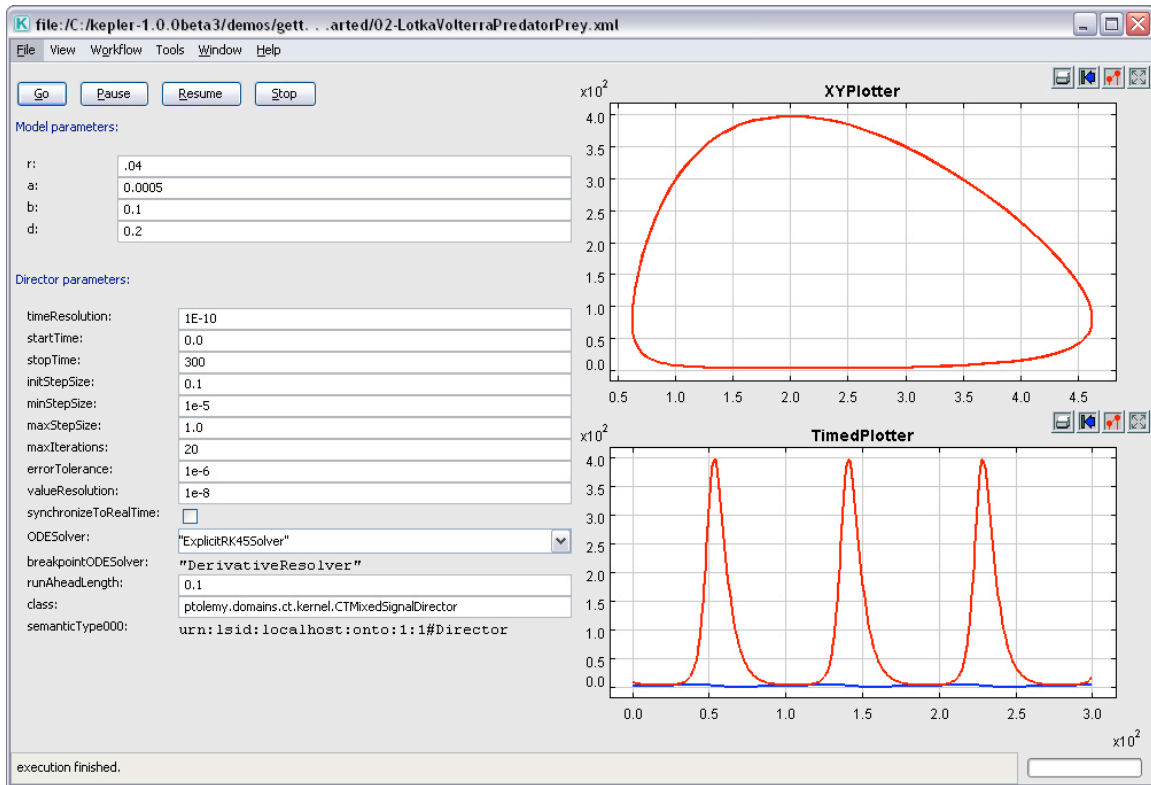 file:/C:/kepler-1.0.0beta3/demos/gett. . .arted/02-LotkaVolterraPredatorPrey.xml
File View Workflow Tools Window Help
Go Pause Resume Stop
Model parameters:
r: .04
a: 0.0005
b: 0.1
d: 0.2
Director parameters:
timeResolution: 1E-10
startTime: 0.0
stopTime: 300
initStepSize: 0.1
minStepSize: 1e-5
maxStepSize: 1.0
maxIterations: 20
errorTolerance: 1e-6
valueResolution: 1e-8
synchronizeToRealTime:
ODESolver: "ExplicitRK45Solver"
breakpointODESolver: "DerivativeResolver"
runAheadLength: 0.1
class: ptolemy.domains.ct.kernel.CTMixedSignalDirector
semanticType000: urn:lsid:localhost:onto:1:1#Director
XYPlotter
x10²
4.0
3.5
3.0
2.5
2.0
1.5
1.0
0.5
0.0
0.5 1.0 1.5 2.0 2.5 3.0 3.5 4.0 4.5
TimedPlotter
x10²
4.0
3.5
3.0
2.5
2.0
1.5
1.0
0.5
0.0
0.0 0.5 1.0 1.5 2.0 2.5 3.0
x10²
execution finished.